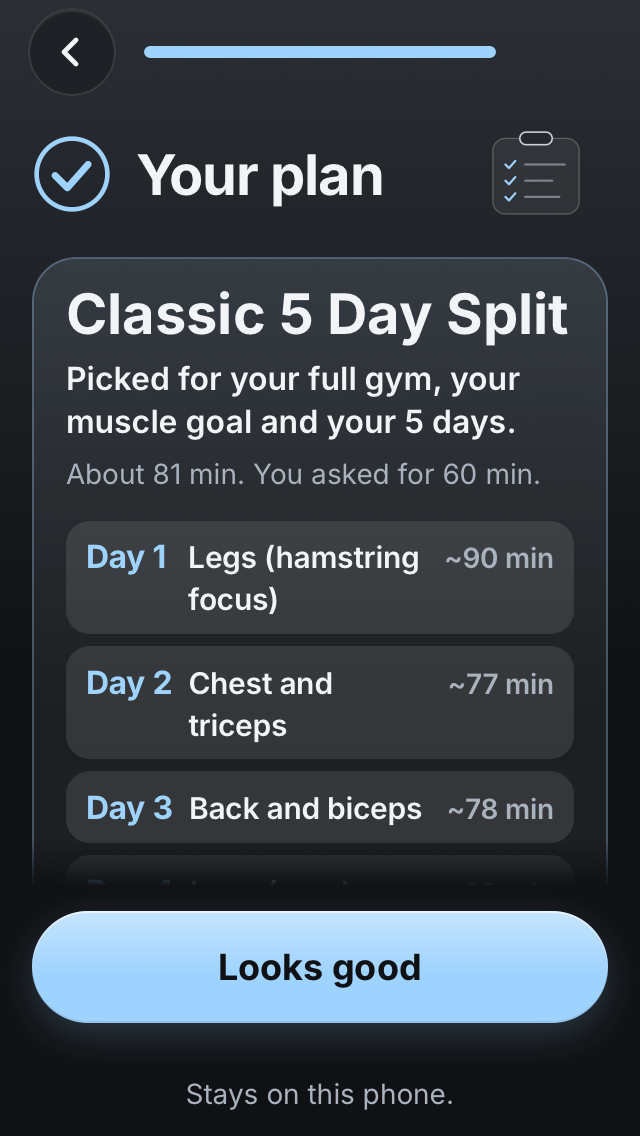 Your plan
Classic 5 Day Split
Picked for your full gym, your
muscle goal and your 5 days.
About 81 min. You asked for 60 min.
Day 1 Legs (hamstring ~90 min
focus)
Day 2 Chest and ~77 min
triceps
Day 3 Back and biceps ~78 min
Looks good
Stays on this phone.